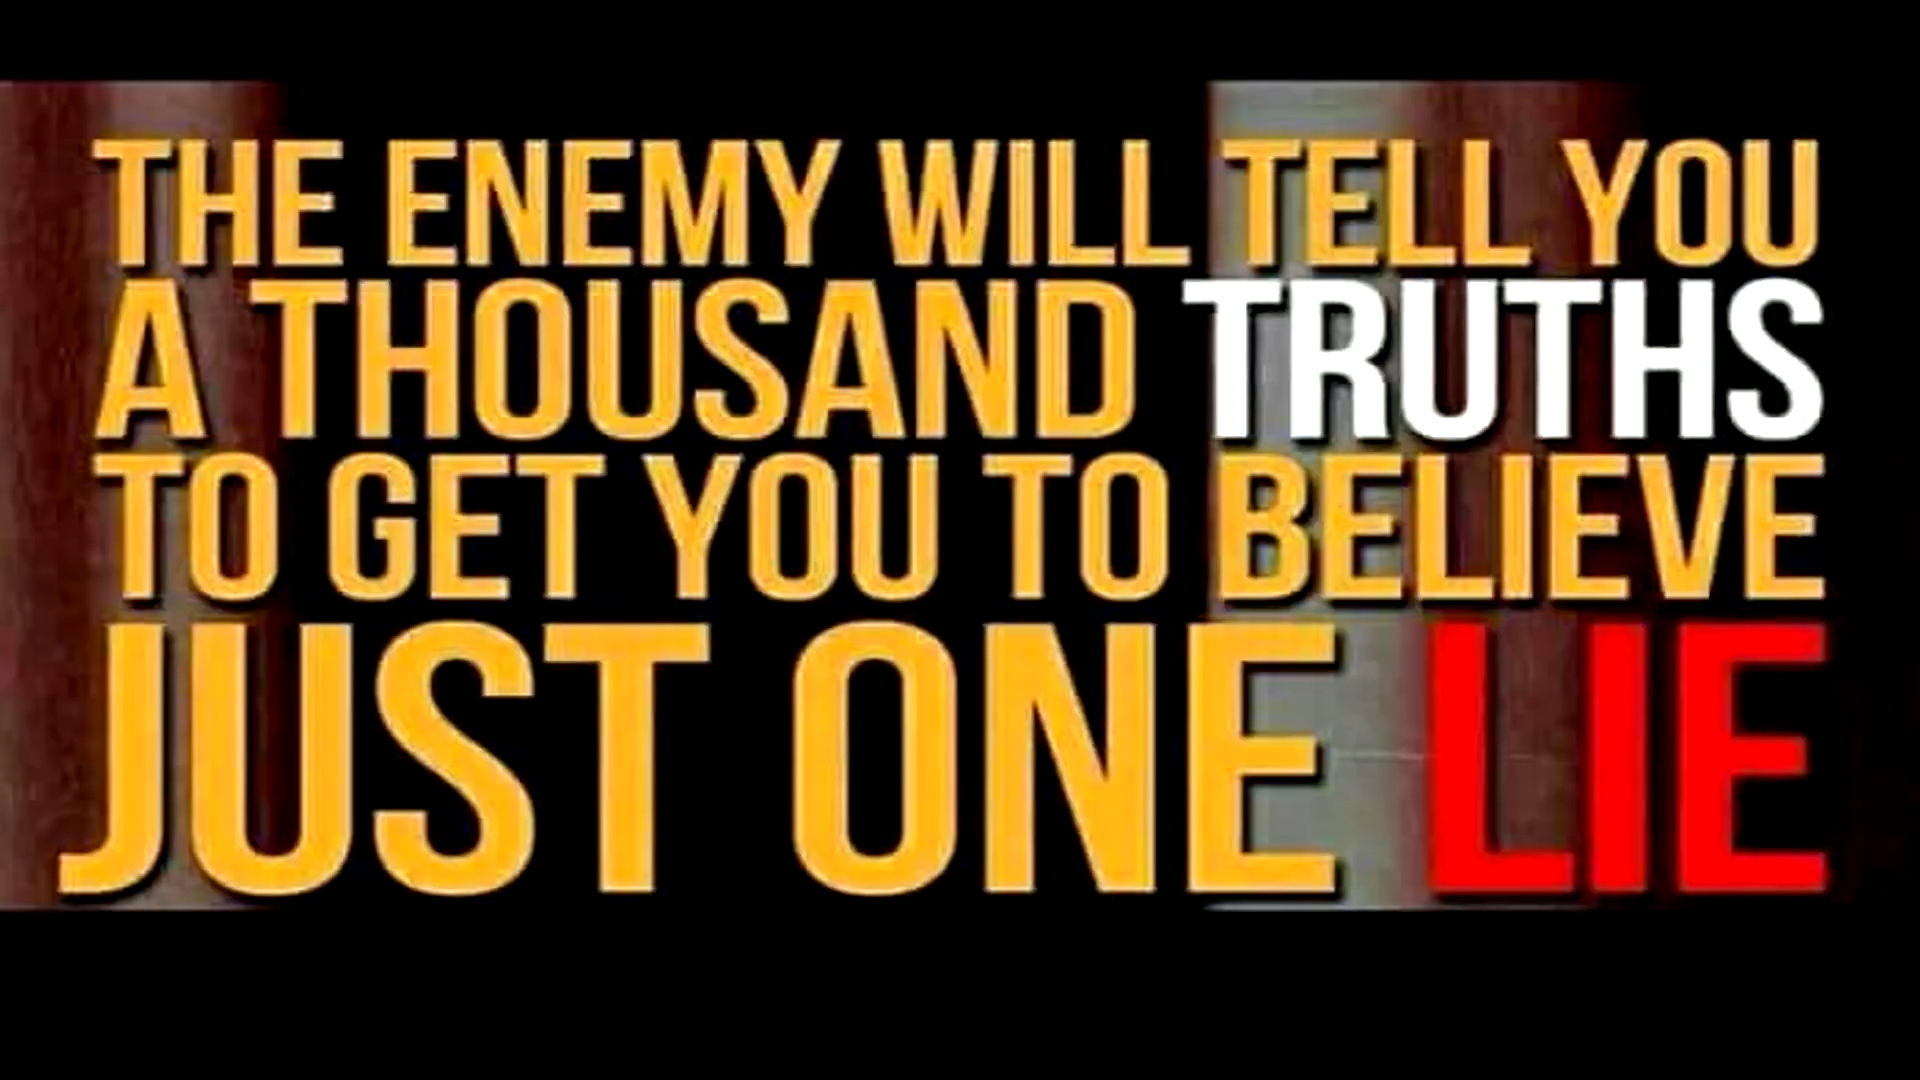 THE ENEMY WILL TELL YOU
A THOUSAND TRUTHS
TO GET YOU TO BELIEVE
JUST ONE LIE